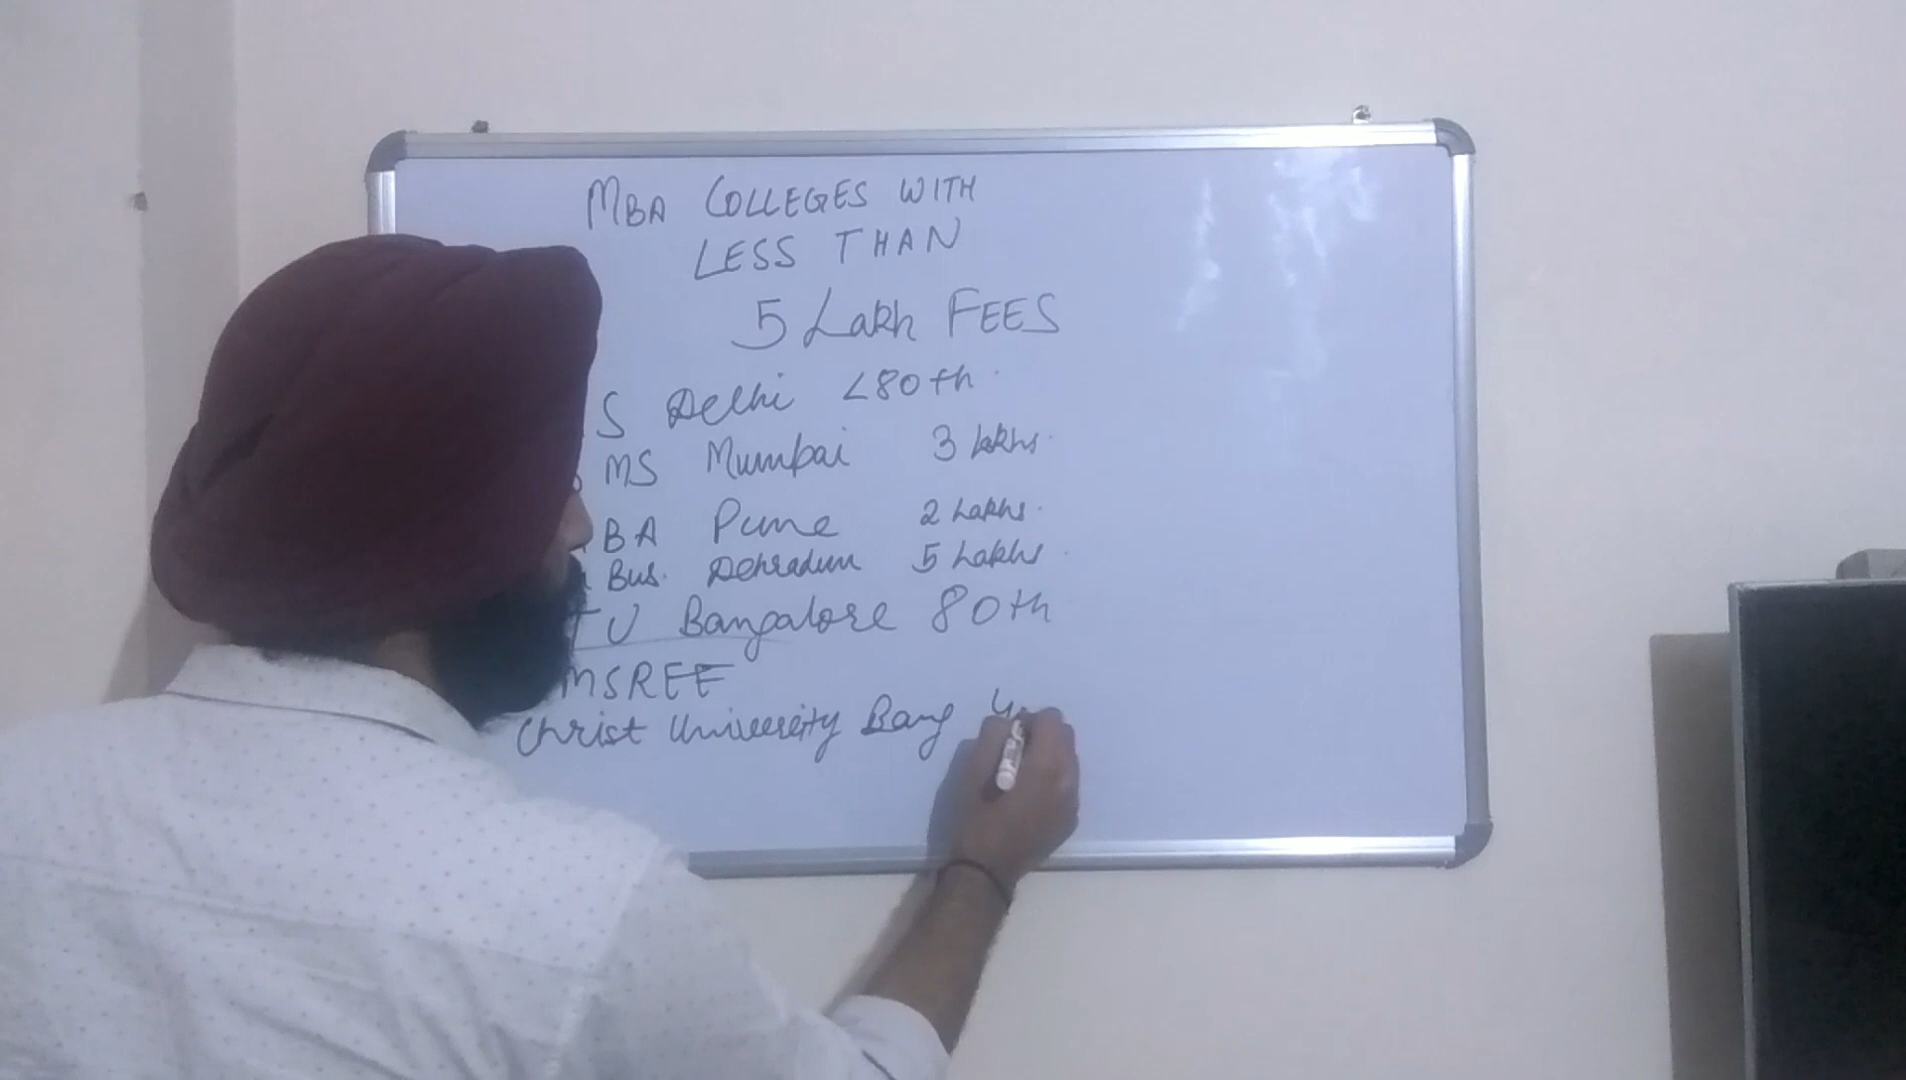 MBA COLLEGES WITH
LESS THAN
5 Lakh FEES
S Delhi <80th
MS Mumbai 3 lakhs
BA Pune 2 Lakhs
Bus. Dehradun 5 Lakhs
U Bangalore 80th
MSREE
Christ University Bang